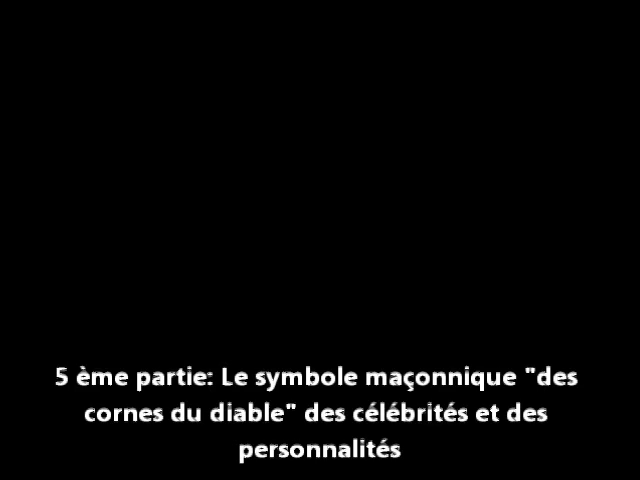 5 ème partie: Le symbole maçonnique "des
cornes du diable" des célébrités et des
personnalités